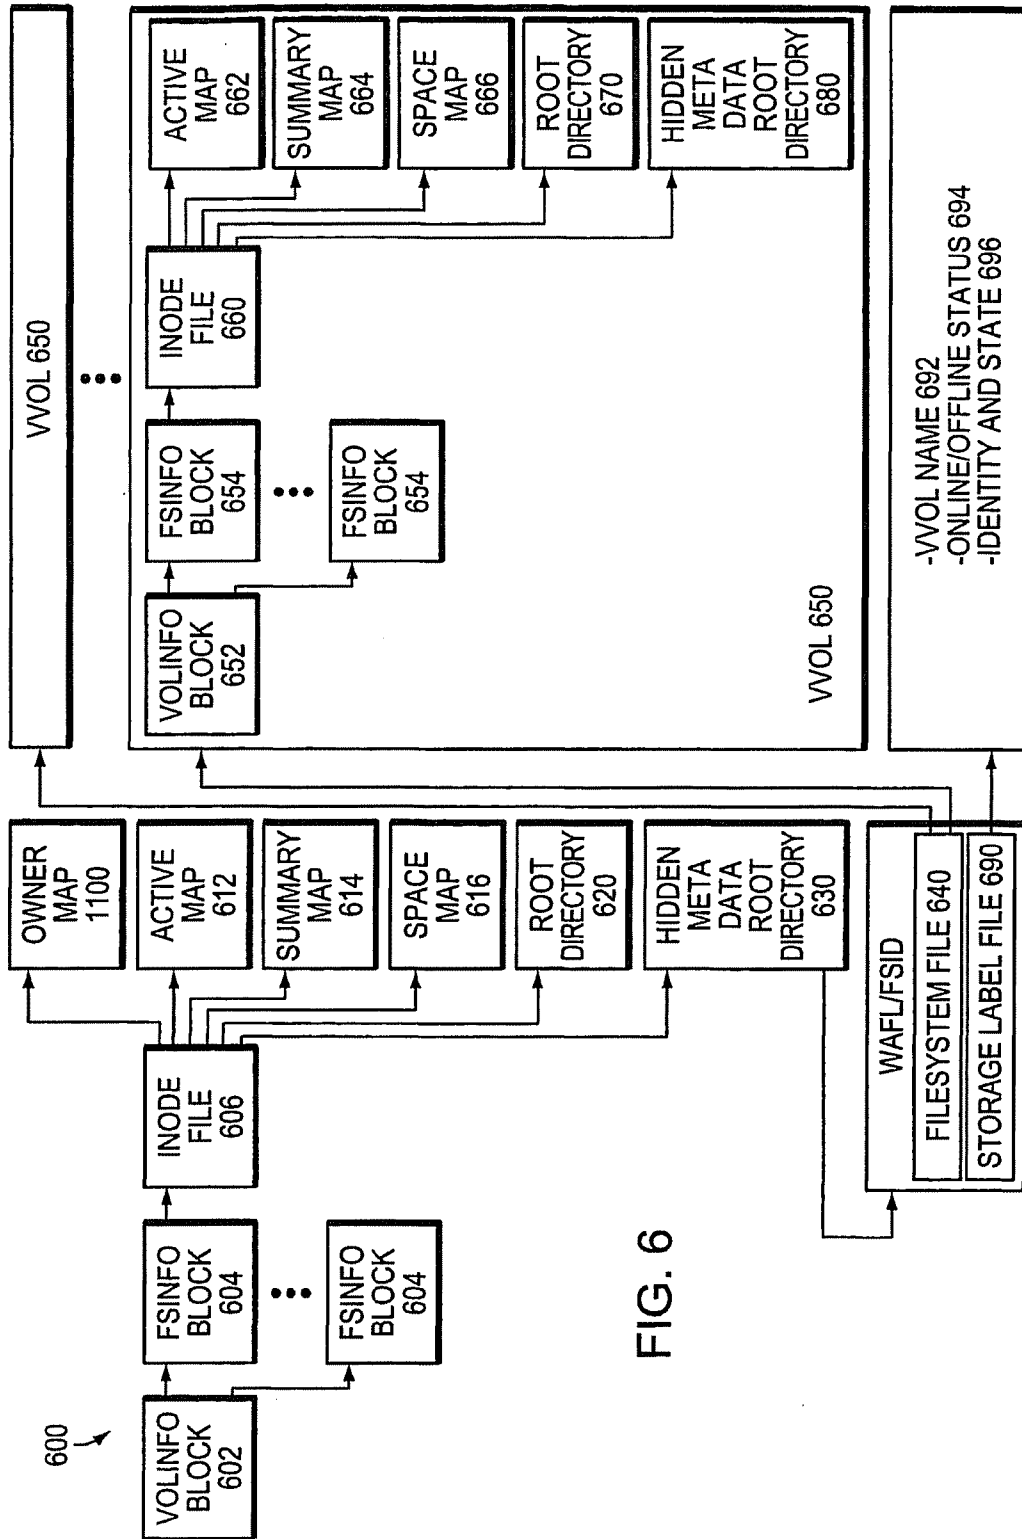 600
VOLINFO
BLOCK
602
FSINFO
BLOCK
604
FSINFO
BLOCK
604
INODE
FILE
606
OWNER
MAP
1100
ACTIVE
MAP
612
SUMMARY
MAP
614
SPACE
MAP
616
ROOT
DIRECTORY
620
HIDDEN
META
DATA
ROOT
DIRECTORY
630
WAFL/FSID
FILESYSTEM FILE 640
STORAGE LABEL FILE 690
VVOL 650
VOLINFO
BLOCK
652
FSINFO
BLOCK
654
FSINFO
BLOCK
654
INODE
FILE
660
ACTIVE
MAP
662
SUMMARY
MAP
664
SPACE
MAP
666
ROOT
DIRECTORY
670
HIDDEN
META
DATA
ROOT
DIRECTORY
680
VVOL 650
-VVOL NAME 692
-ONLINE/OFFLINE STATUS 694
-IDENTITY AND STATE 696
FIG. 6